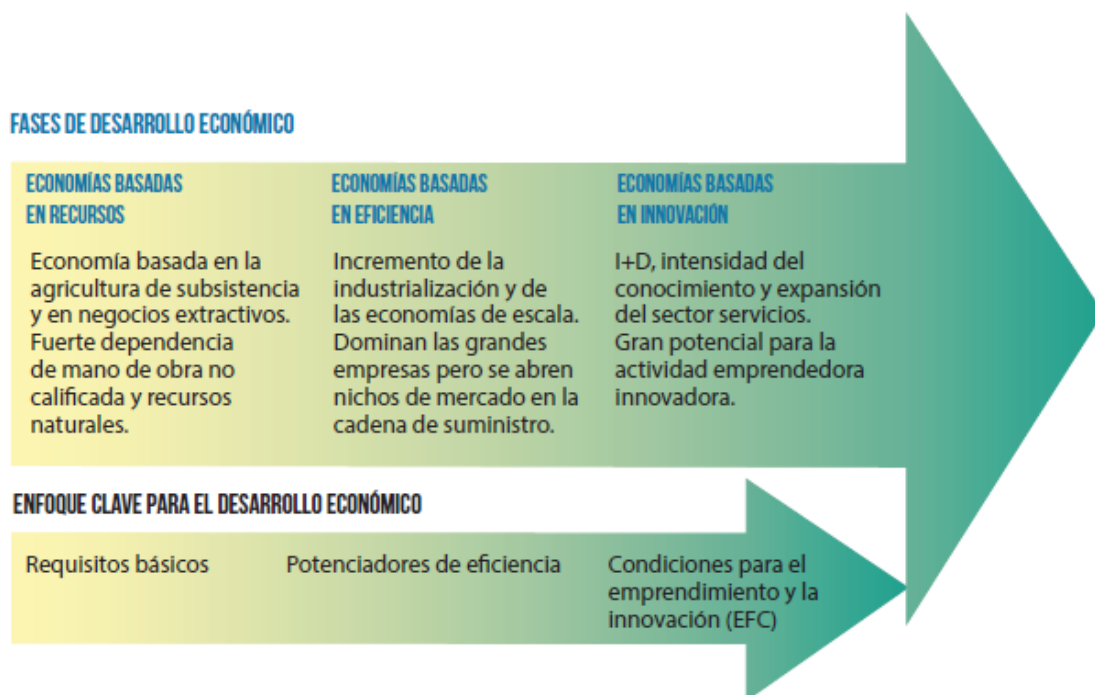 FASES DE DESARROLLO ECONÓMICO
ECONOMÍAS BASADAS
EN RECURSOS
Economía basada en la
agricultura de subsistencia
y en negocios extractivos.
Fuerte dependencia
de mano de obra no
calificada y recursos
naturales.
ECONOMÍAS BASADAS
EN EFICIENCIA
Incremento de la
industrialización y de
las economías de escala.
Dominan las grandes
empresas pero se abren
nichos de mercado en la
cadena de suministro.
ECONOMÍAS BASADAS
EN INNOVACIÓN
I+D, intensidad del
conocimiento y expansión
del sector servicios.
Gran potencial para la
actividad emprendedora
innovadora.
ENFOQUE CLAVE PARA EL DESARROLLO ECONÓMICO
Requisitos básicos
Potenciadores de eficiencia
Condiciones para el
emprendimiento y la
innovación (EFC)